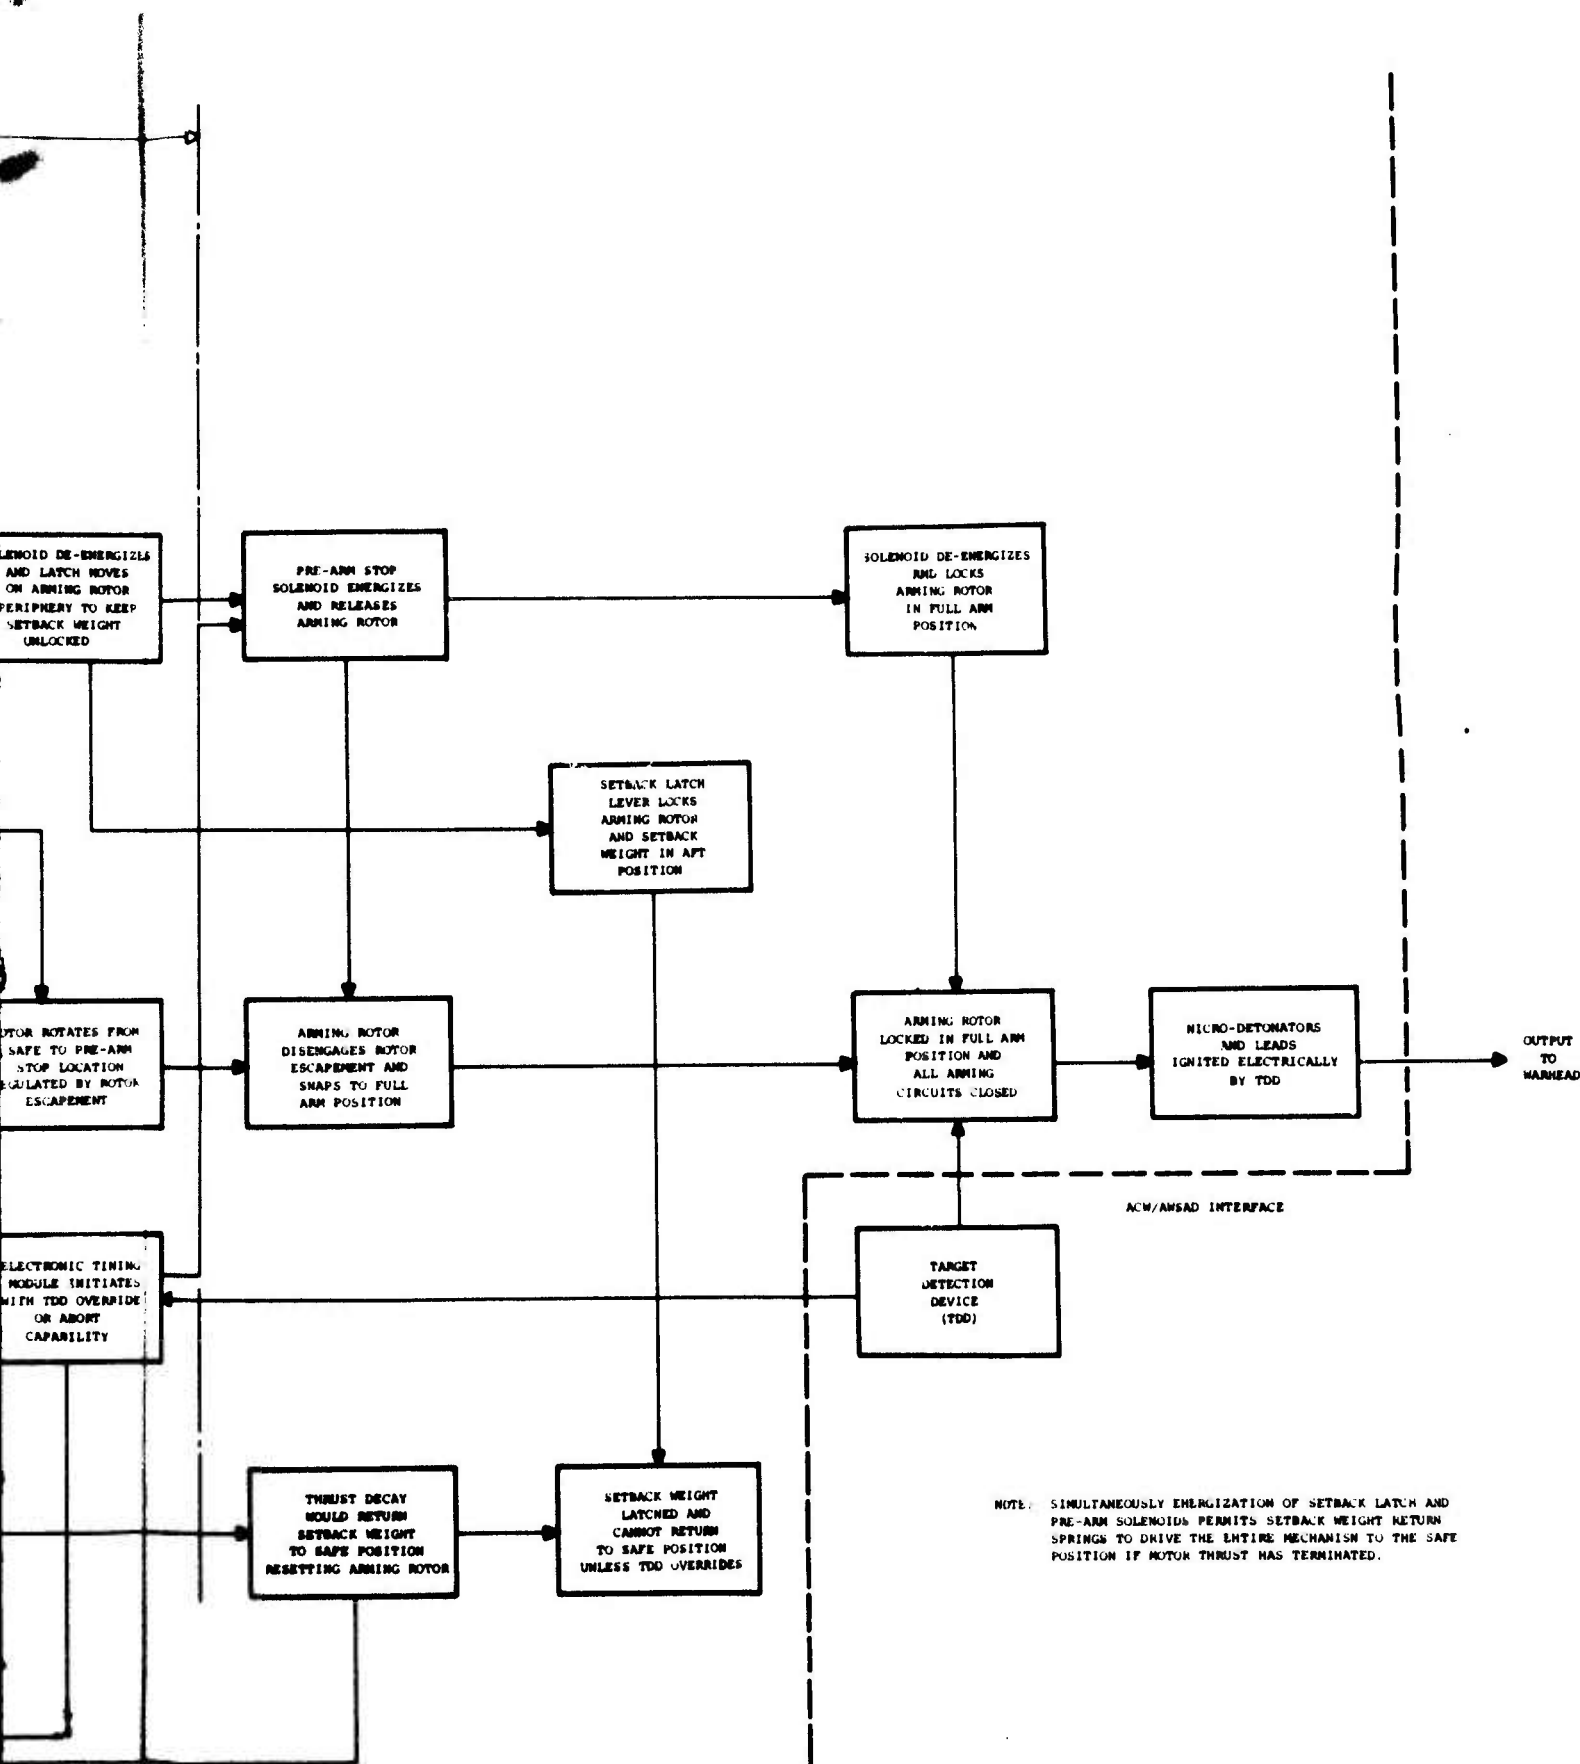 LENOID DE-ENERGIZES
AND LATCH MOVES
ON ARMING ROTOR
PERIPHERY TO KEEP
SETBACK WEIGHT
UNLOCKED
PRE-ARM STOP
SOLENOID ENERGIZES
AND RELEASES
ARMING ROTOR
SOLENOID DE-ENERGIZES
AND LOCKS
ARMING ROTOR
IN FULL ARM
POSITION
SETBACK LATCH
LEVER LOCKS
ARMING ROTOR
AND SETBACK
WEIGHT IN AFT
POSITION
OTOR ROTATES FROM
SAFE TO PRE-ARM
STOP LOCATION
EGULATED BY ROTOR
ESCAPEMENT
ARMING ROTOR
DISENGAGES ROTOR
ESCAPEMENT AND
SNAPS TO FULL
ARM POSITION
ARMING ROTOR
LOCKED IN FULL ARM
POSITION AND
ALL ARMING
CIRCUITS CLOSED
MICRO-DETONATORS
AND LEADS
IGNITED ELECTRICALLY
BY TDD
OUTPUT
TO
WARHEAD
ACW/AWSAD INTERFACE
ELECTRONIC TIMING
MODULE INITIATES
WITH TDD OVERRIDE
OR ABORT
CAPABILITY
TARGET
DETECTION
DEVICE
(TDD)
THRUST DECAY
WOULD RETURN
SETBACK WEIGHT
TO SAFE POSITION
RESETTING ARMING ROTOR
SETBACK WEIGHT
LATCHED AND
CANNOT RETURN
TO SAFE POSITION
UNLESS TDD OVERRIDES
NOTE: SIMULTANEOUSLY ENERGIZATION OF SETBACK LATCH AND
PRE-ARM SOLENOIDS PERMITS SETBACK WEIGHT RETURN
SPRINGS TO DRIVE THE ENTIRE MECHANISM TO THE SAFE
POSITION IF MOTOR THRUST HAS TERMINATED.